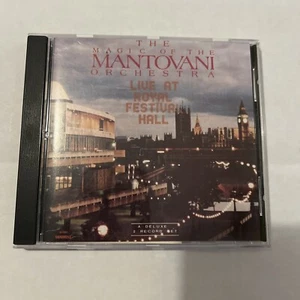 THE
MAGIC OF THE
MANTOVANI
ORCHESTRA
LIVE AT
ROYAL
FESTIVAL
HALL
A DELUXE
2 RECORD SET